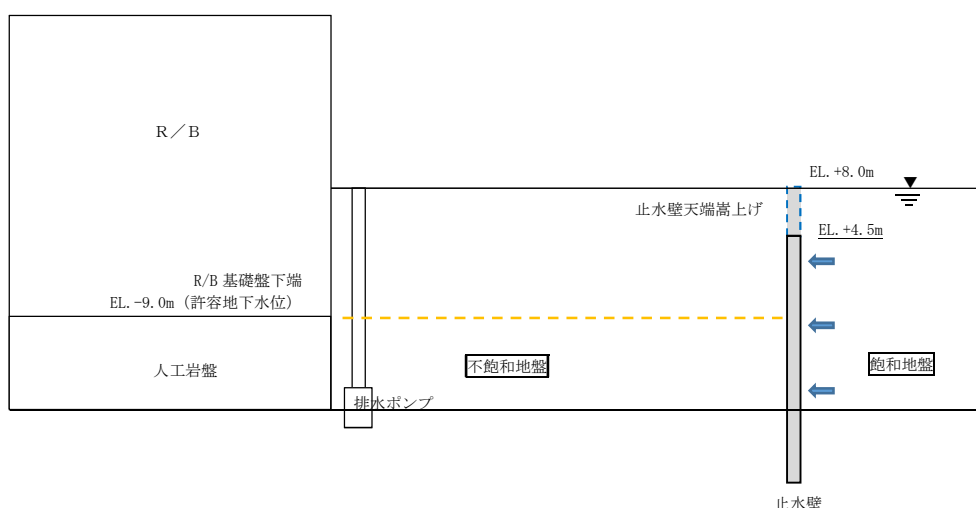 R／B
EL.+8.0m
止水壁天端嵩上げ
EL.+4.5m
R/B 基礎盤下端
EL.-9.0m (許容地下水位)
人工岩盤
不飽和地盤
飽和地盤
排水ポンプ
止水壁